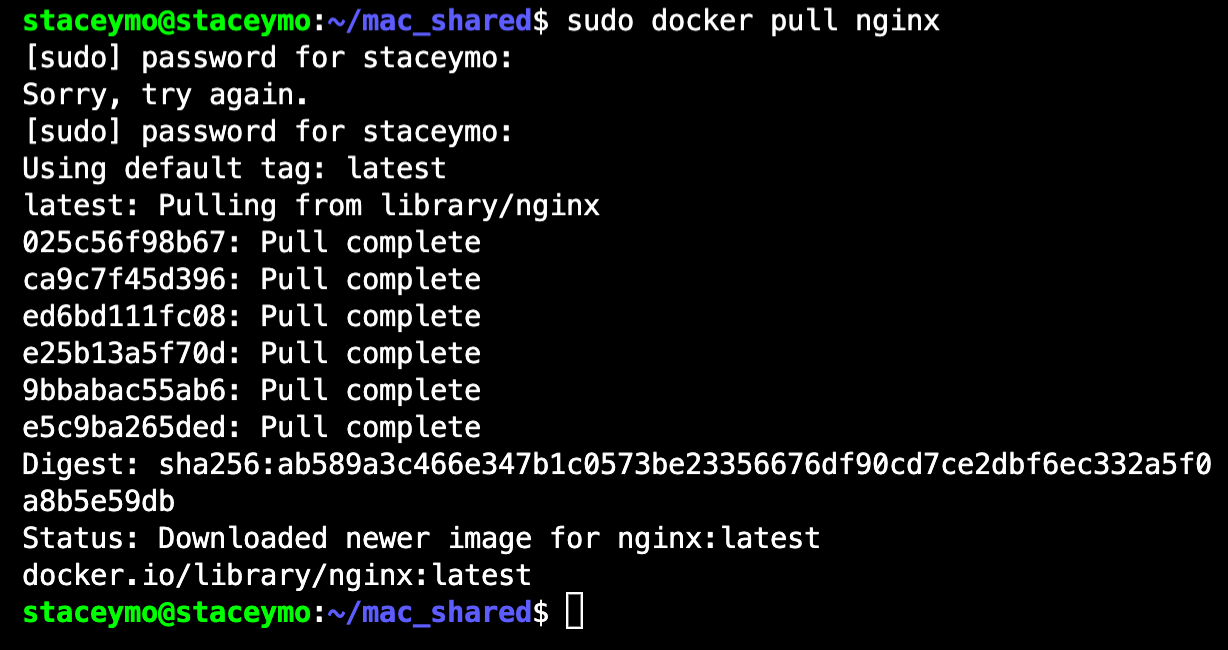 staceymo@staceymo:~/mac_shared$ sudo docker pull nginx
[sudo] password for staceymo:
Sorry, try again.
[sudo] password for staceymo:
Using default tag: latest
latest: Pulling from library/nginx
025c56f98b67: Pull complete
ca9c7f45d396: Pull complete
ed6bd111fc08: Pull complete
e25b13a5f70d: Pull complete
9bbabac55ab6: Pull complete
e5c9ba265ded: Pull complete
Digest: sha256:ab589a3c466e347b1c0573be23356676df90cd7ce2dbf6ec332a5f0
a8b5e59db
Status: Downloaded newer image for nginx:latest
docker.io/library/nginx:latest
staceymo@staceymo:~/mac_shared$